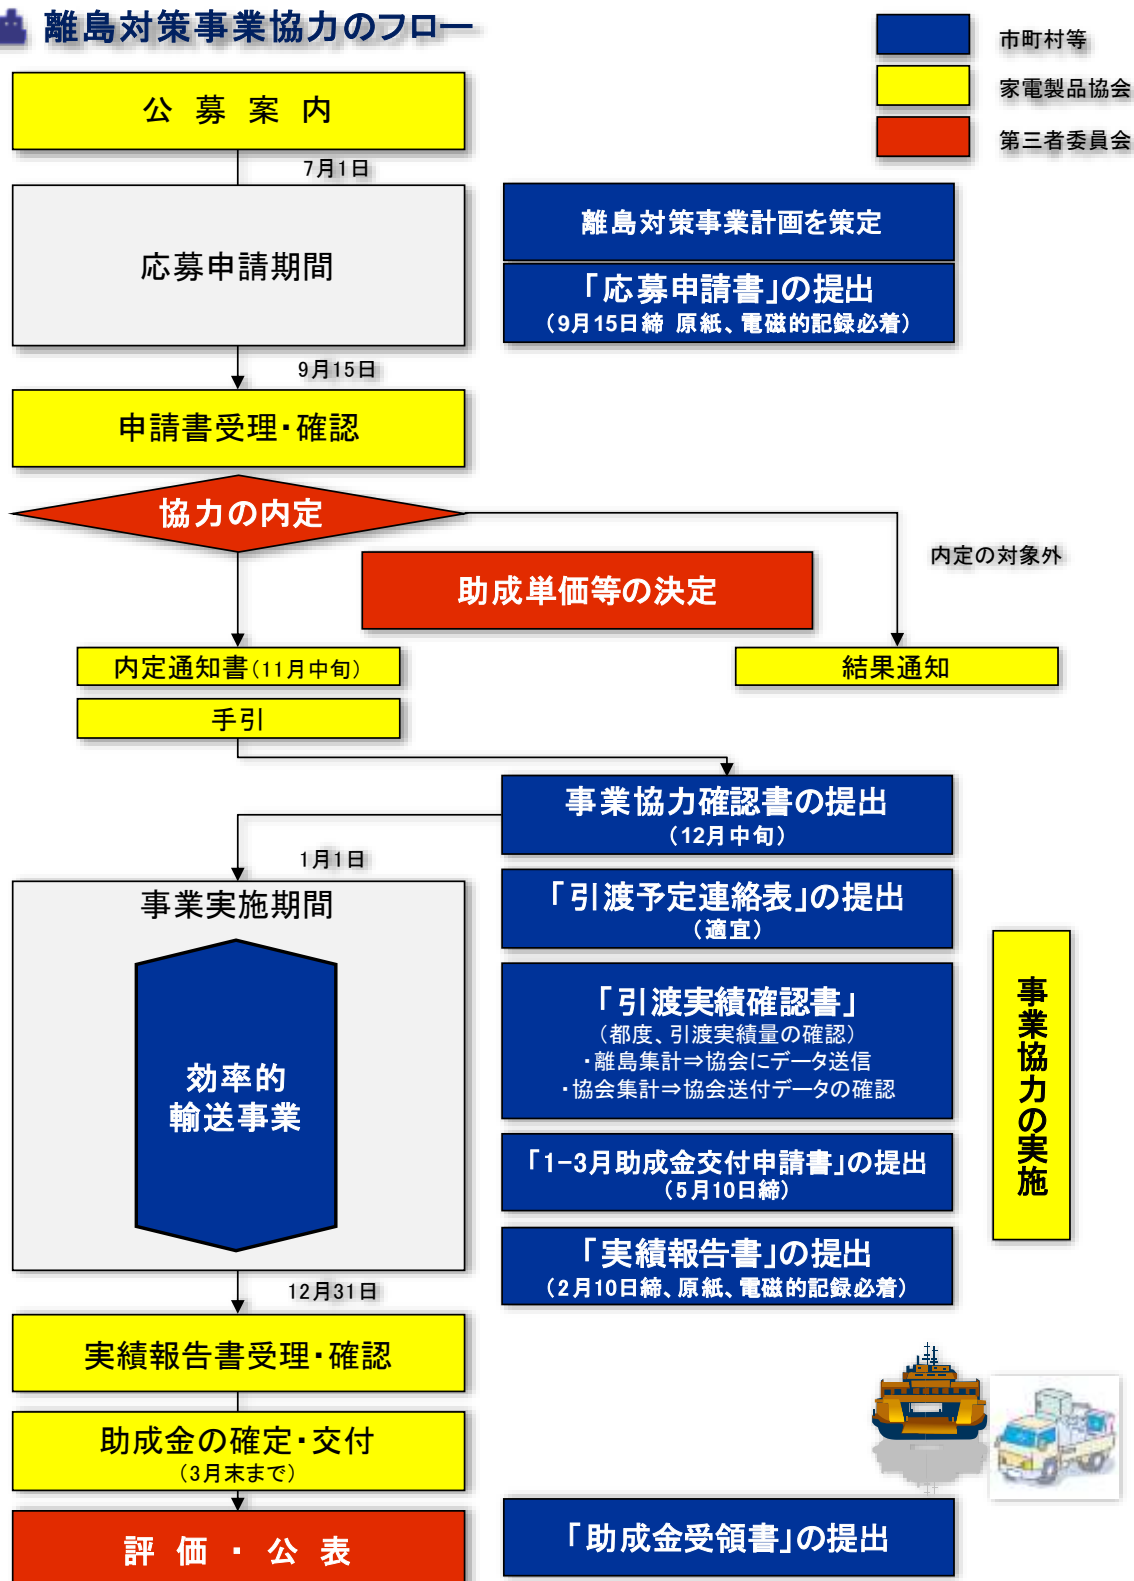 離島対策事業協力のフロー
市町村等
家電製品協会
第三者委員会
公 募 案 内
7月1日
応募申請期間
離島対策事業計画を策定
「応募申請書」の提出
（9月15日締 原紙、電磁的記録必着）
9月15日
申請書受理・確認
協力の内定
内定の対象外
助成単価等の決定
内定通知書（11月中旬）
結果通知
手引
事業協力確認書の提出
（12月中旬）
1月1日
事業実施期間
効率的
輸送事業
「引渡予定連絡表」の提出
（適宜）
「引渡実績確認書」
（都度、引渡実績量の確認）
・離島集計⇒協会にデータ送信
・協会集計⇒協会送付データの確認
「1-3月助成金交付申請書」の提出
（5月10日締）
「実績報告書」の提出
（2月10日締、原紙、電磁的記録必着）
事業協力の実施
12月31日
実績報告書受理・確認
助成金の確定・交付
（3月末まで）
評 価 ・ 公 表
「助成金受領書」の提出